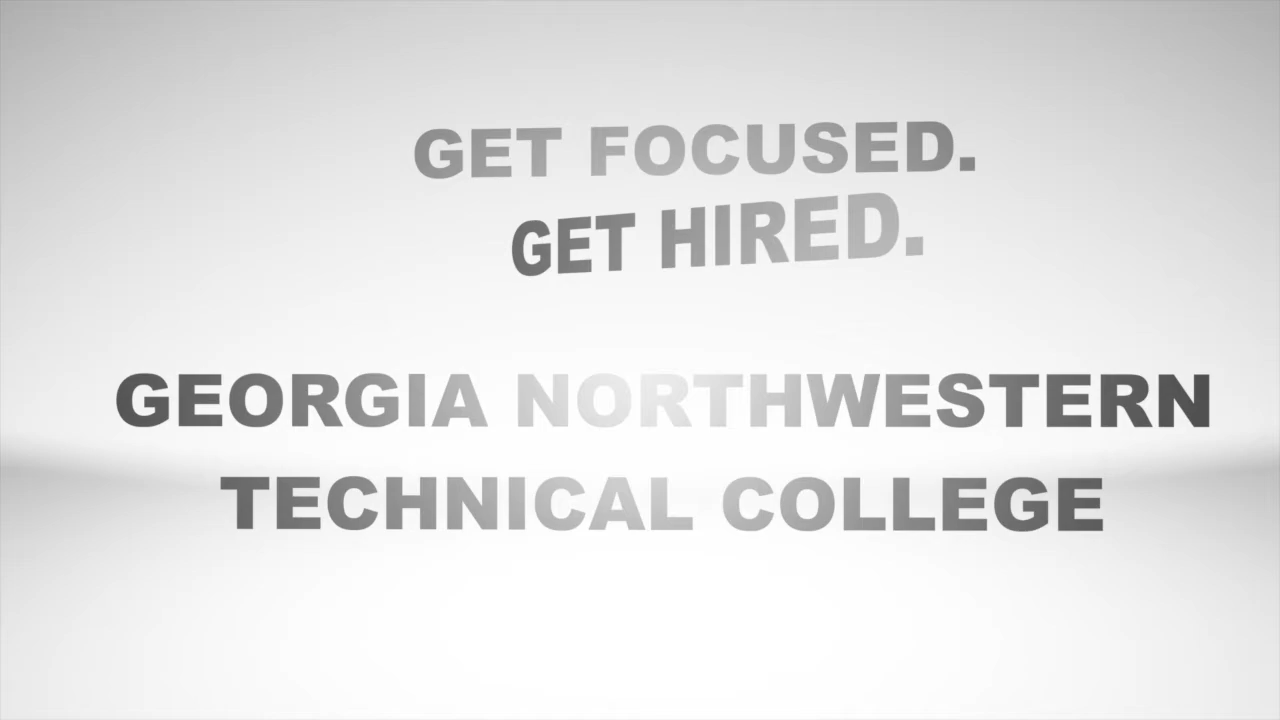 GET FOCUSED.
GET HIRED.
GEORGIA NORTHWESTERN
TECHNICAL COLLEGE